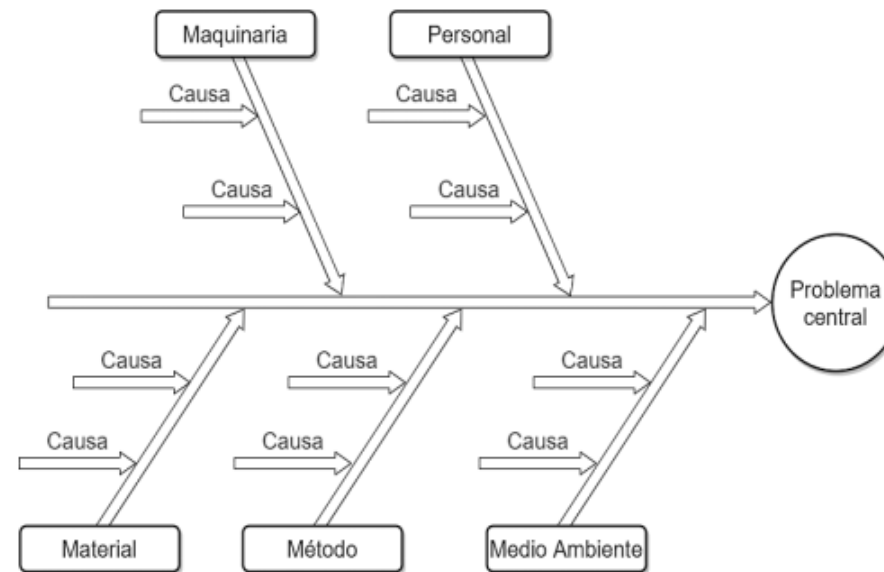 Maquinaria
Personal
Causa
Causa
Causa
Causa
Problema
central
Causa
Causa
Causa
Causa
Causa
Causa
Material
Método
Medio Ambiente